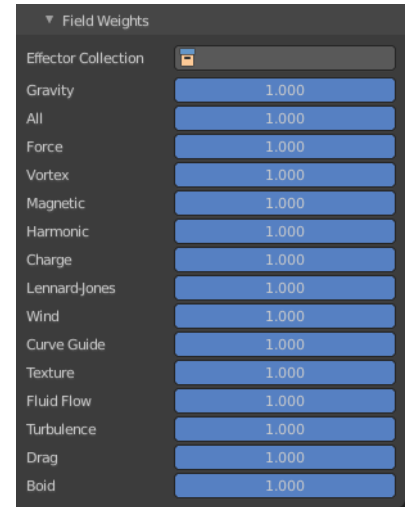 Field Weights
Effector Collection
Gravity 1.000
All 1.000
Force 1.000
Vortex 1.000
Magnetic 1.000
Harmonic 1.000
Charge 1.000
Lennard-Jones 1.000
Wind 1.000
Curve Guide 1.000
Texture 1.000
Fluid Flow 1.000
Turbulence 1.000
Drag 1.000
Boid 1.000